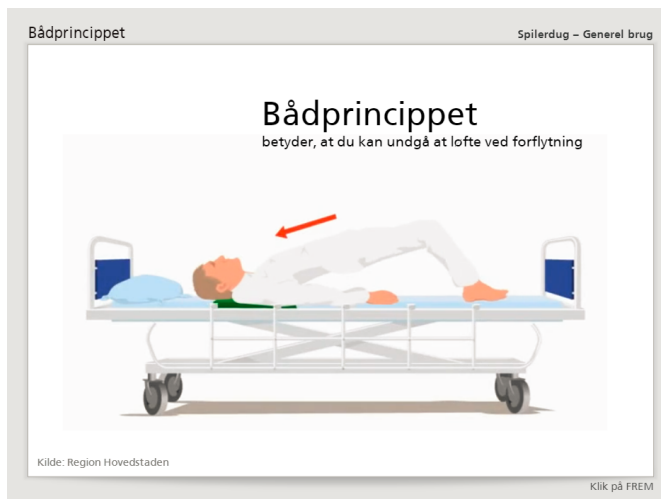 Bådprincippet
Spilerdug – Generel brug
Bådprincippet
betyder, at du kan undgå at løfte ved forflytning
Kilde: Region Hovedstaden
Klik på FREM